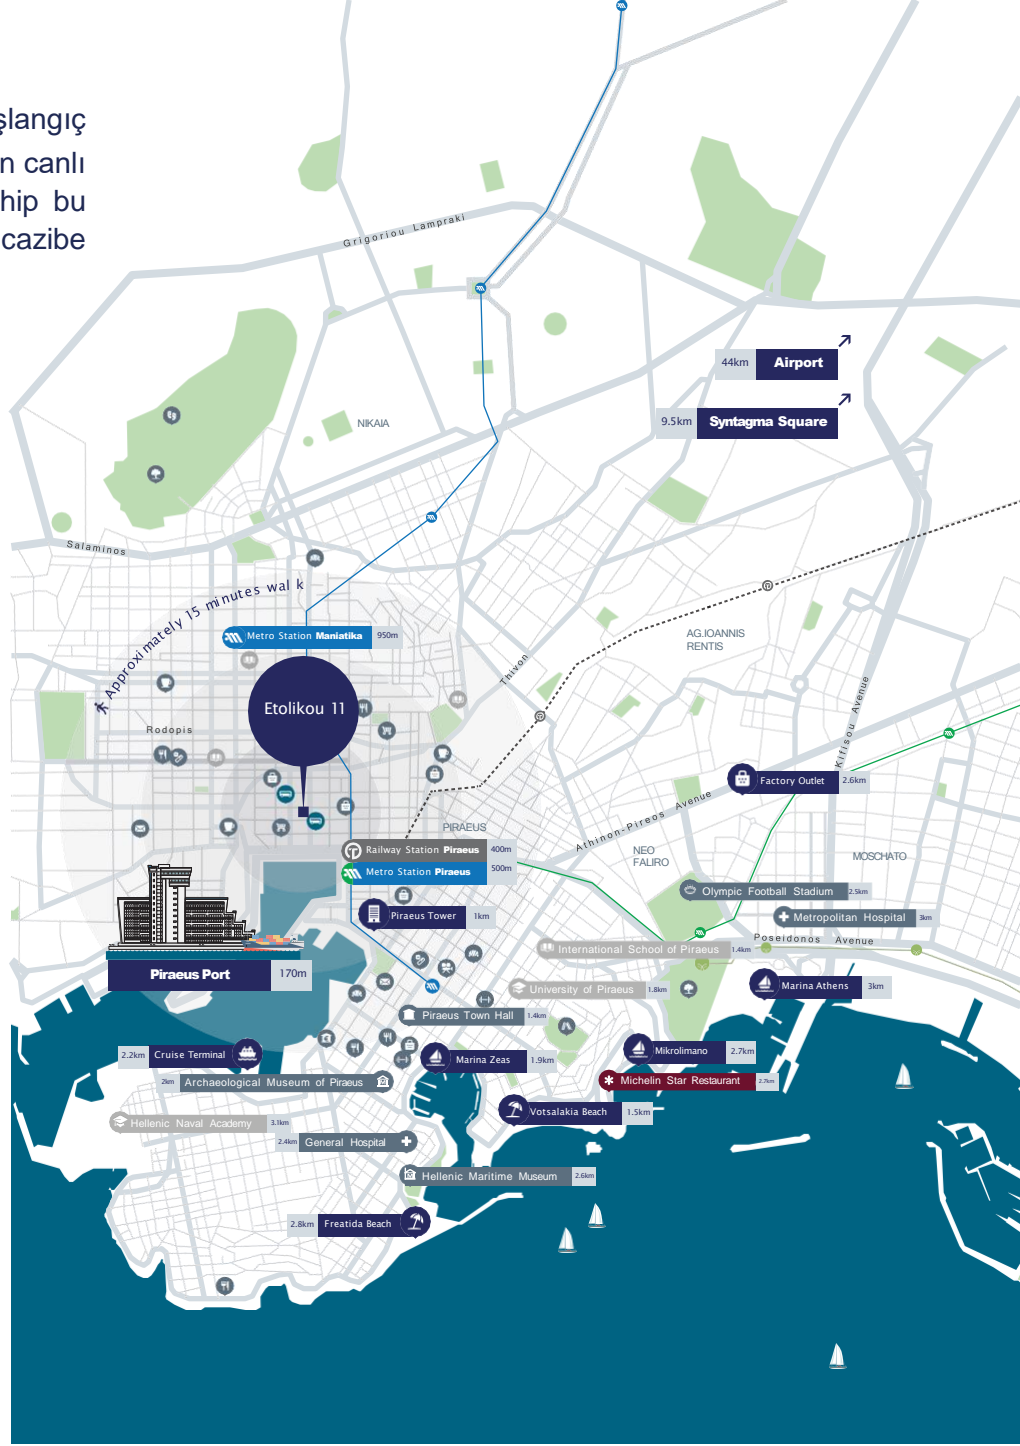 şlangıç
n canlı
hip bu
cazibe
Grigoriou Lampraki
44km Airport
9.5km Syntagma Square
NIKAIA
Salaminos
Approximately 15 minutes walk
Metro Station Maniatika 950m
AG.IOANNIS
RENTIS
Thivon
Etolikou 11
Rodopis
Kifisou Avenue
Factory Outlet 2.6km
Athinon-Pireos Avenue
PIRAEUS
Railway Station Piraeus 400m
Metro Station Piraeus 500m
NEO
FALIRO
MOSCHATO
Olympic Football Stadium 2.5km
Piraeus Tower 1km
Metropolitan Hospital 3km
Poseidonos Avenue
International School of Piraeus 1.4km
Piraeus Port 170m
University of Piraeus 1.8km
Marina Athens 3km
Piraeus Town Hall 1.4km
2.2km Cruise Terminal
Marina Zeas 1.9km
Mikrolimano 2.7km
2km Archaeological Museum of Piraeus
Michelin Star Restaurant 2.7km
Votsalakia Beach 1.5km
Hellenic Naval Academy 3.1km
2.4km General Hospital
Hellenic Maritime Museum 2.6km
2.8km Freatida Beach